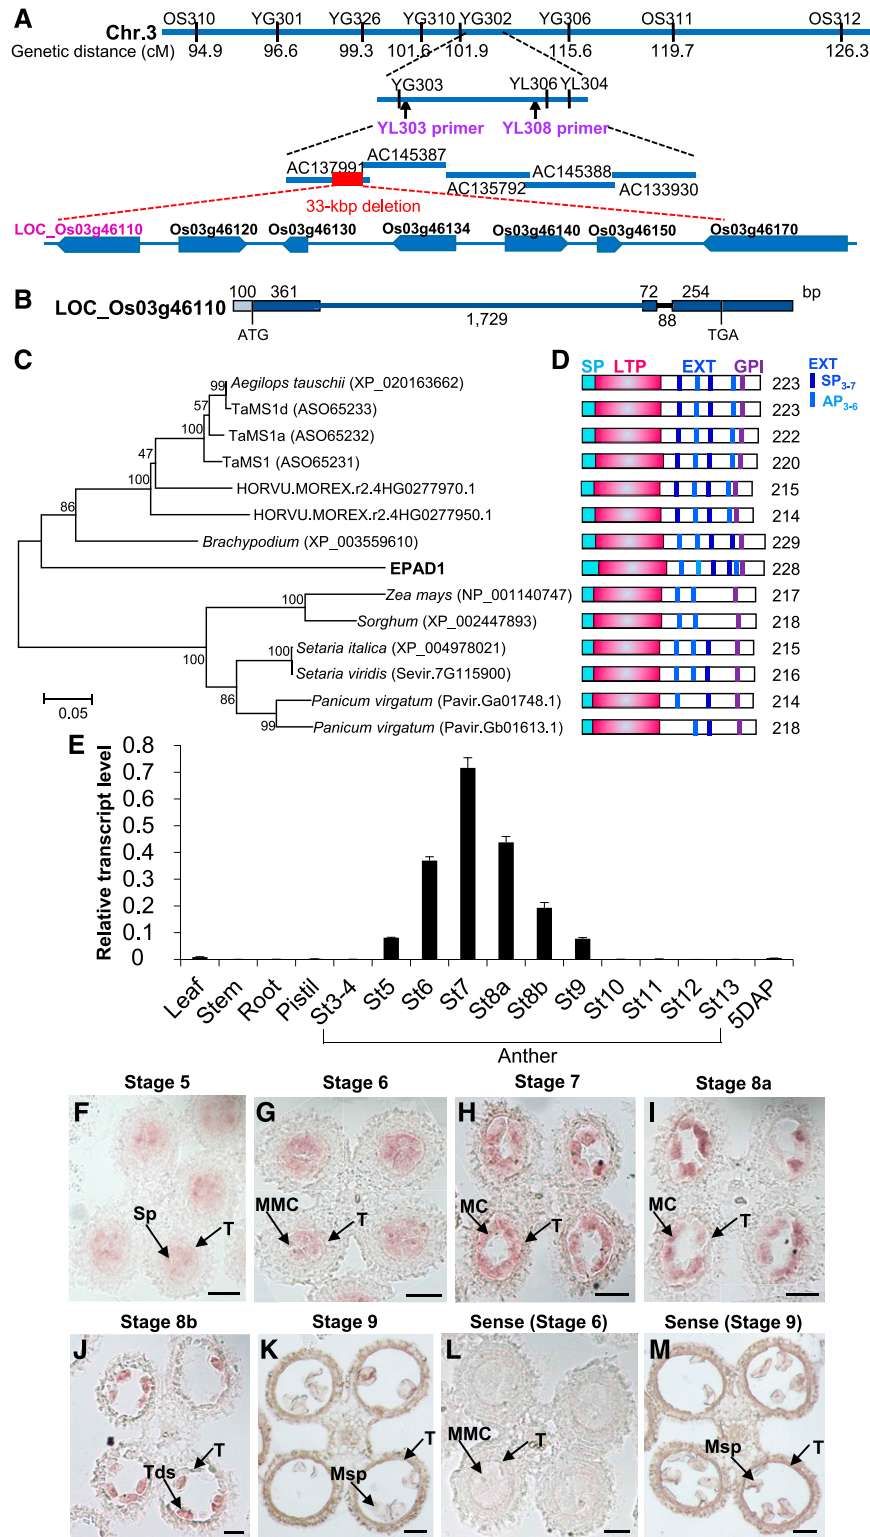 A
OS310 YG301 YG326 YG310 YG302 YG306 OS311 OS312
Chr.3
Genetic distance (cM) 94.9 96.6 99.3 101.6 101.9 115.6 119.7 126.3
YG303 YL306 YL304
YL303 primer YL308 primer
AC137991 AC145387 AC135792 AC145388 AC133930
33-kbp deletion
LOC_Os03g46110 Os03g46120 Os03g46130 Os03g46134 Os03g46140 Os03g46150 Os03g46170
B
LOC_Os03g46110 100 361 1,729 72 88 254 bp
ATG TGA
C
99 Aegilops tauschii (XP_020163662)
57 TaMS1d (ASO65233)
100 TaMS1a (ASO65232)
47 TaMS1 (ASO65231)
100 HORVU.MOREX.r2.4HG0277970.1
86 HORVU.MOREX.r2.4HG0277950.1
Brachypodium (XP_003559610)
EPAD1
100 Zea mays (NP_001140747)
Sorghum (XP_002447893)
100 100 Setaria italica (XP_004978021)
Setaria viridis (Sevir.7G115900)
86 Panicum virgatum (Pavir.Ga01748.1)
99 Panicum virgatum (Pavir.Gb01613.1)
0.05
D
SP LTP EXT GPI
EXT
SP3-7
AP3-6
223
223
222
220
215
214
229
228
217
218
215
216
214
218
E
Relative transcript level
0.8
0.7
0.6
0.5
0.4
0.3
0.2
0.1
0
Leaf Stem Root Pistil St3-4 St5 St6 St7 St8a St8b St9 St10 St11 St12 St13 5DAP
Anther
Stage 5 Stage 6 Stage 7 Stage 8a
F G H I
Sp T MMC T MC T MC T
Stage 8b Stage 9 Sense (Stage 6) Sense (Stage 9)
J K L M
Tds T Msp T MMC T Msp T